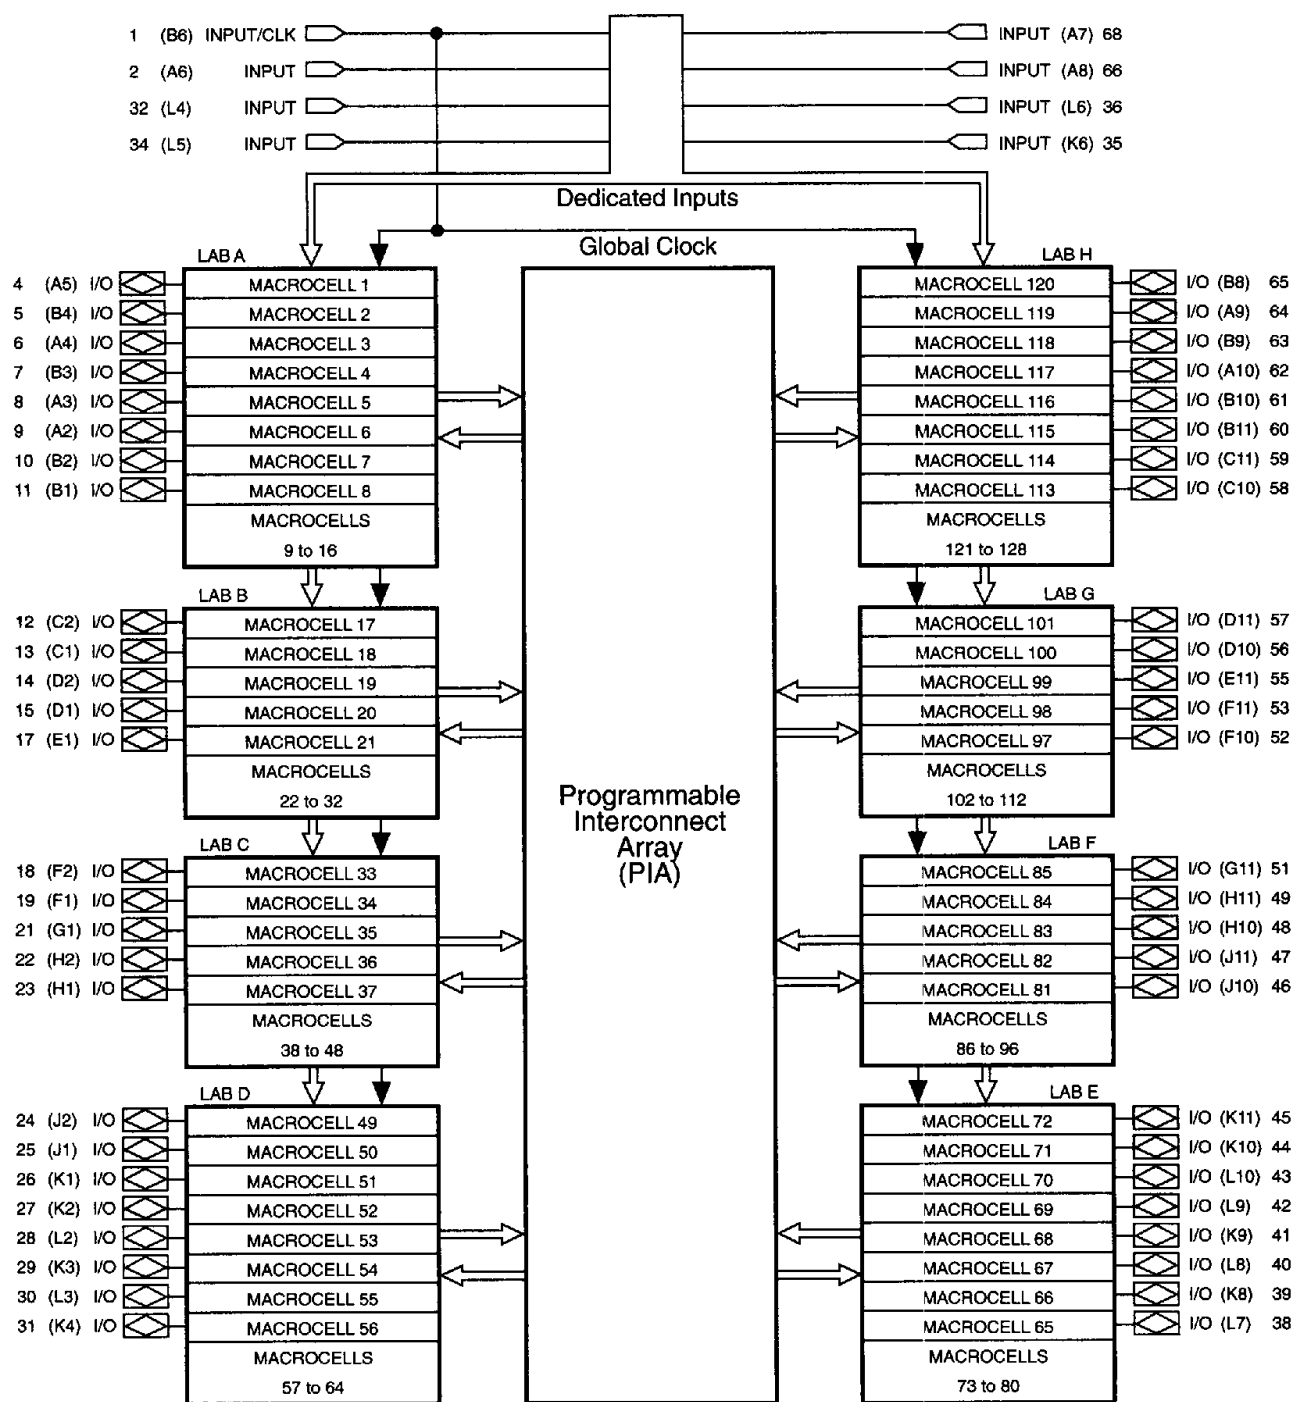 1 (B6) INPUT/CLK
INPUT (A7) 68
2 (A6) INPUT
INPUT (A8) 66
32 (L4) INPUT
INPUT (L6) 36
34 (L5) INPUT
INPUT (K6) 35
Dedicated Inputs
Global Clock
LAB A
4 (A5) I/O MACROCELL 1
5 (B4) I/O MACROCELL 2
6 (A4) I/O MACROCELL 3
7 (B3) I/O MACROCELL 4
8 (A3) I/O MACROCELL 5
9 (A2) I/O MACROCELL 6
10 (B2) I/O MACROCELL 7
11 (B1) I/O MACROCELL 8
MACROCELLS
9 to 16
LAB B
12 (C2) I/O MACROCELL 17
13 (C1) I/O MACROCELL 18
14 (D2) I/O MACROCELL 19
15 (D1) I/O MACROCELL 20
17 (E1) I/O MACROCELL 21
MACROCELLS
22 to 32
LAB C
18 (F2) I/O MACROCELL 33
19 (F1) I/O MACROCELL 34
21 (G1) I/O MACROCELL 35
22 (H2) I/O MACROCELL 36
23 (H1) I/O MACROCELL 37
MACROCELLS
38 to 48
LAB D
24 (J2) I/O MACROCELL 49
25 (J1) I/O MACROCELL 50
26 (K1) I/O MACROCELL 51
27 (K2) I/O MACROCELL 52
28 (L2) I/O MACROCELL 53
29 (K3) I/O MACROCELL 54
30 (L3) I/O MACROCELL 55
31 (K4) I/O MACROCELL 56
MACROCELLS
57 to 64
Programmable
Interconnect
Array
(PIA)
LAB H
MACROCELL 120 I/O (B8) 65
MACROCELL 119 I/O (A9) 64
MACROCELL 118 I/O (B9) 63
MACROCELL 117 I/O (A10) 62
MACROCELL 116 I/O (B10) 61
MACROCELL 115 I/O (B11) 60
MACROCELL 114 I/O (C11) 59
MACROCELL 113 I/O (C10) 58
MACROCELLS
121 to 128
LAB G
MACROCELL 101 I/O (D11) 57
MACROCELL 100 I/O (D10) 56
MACROCELL 99 I/O (E11) 55
MACROCELL 98 I/O (F11) 53
MACROCELL 97 I/O (F10) 52
MACROCELLS
102 to 112
LAB F
MACROCELL 85 I/O (G11) 51
MACROCELL 84 I/O (H11) 49
MACROCELL 83 I/O (H10) 48
MACROCELL 82 I/O (J11) 47
MACROCELL 81 I/O (J10) 46
MACROCELLS
86 to 96
LAB E
MACROCELL 72 I/O (K11) 45
MACROCELL 71 I/O (K10) 44
MACROCELL 70 I/O (L10) 43
MACROCELL 69 I/O (L9) 42
MACROCELL 68 I/O (K9) 41
MACROCELL 67 I/O (L8) 40
MACROCELL 66 I/O (K8) 39
MACROCELL 65 I/O (L7) 38
MACROCELLS
73 to 80